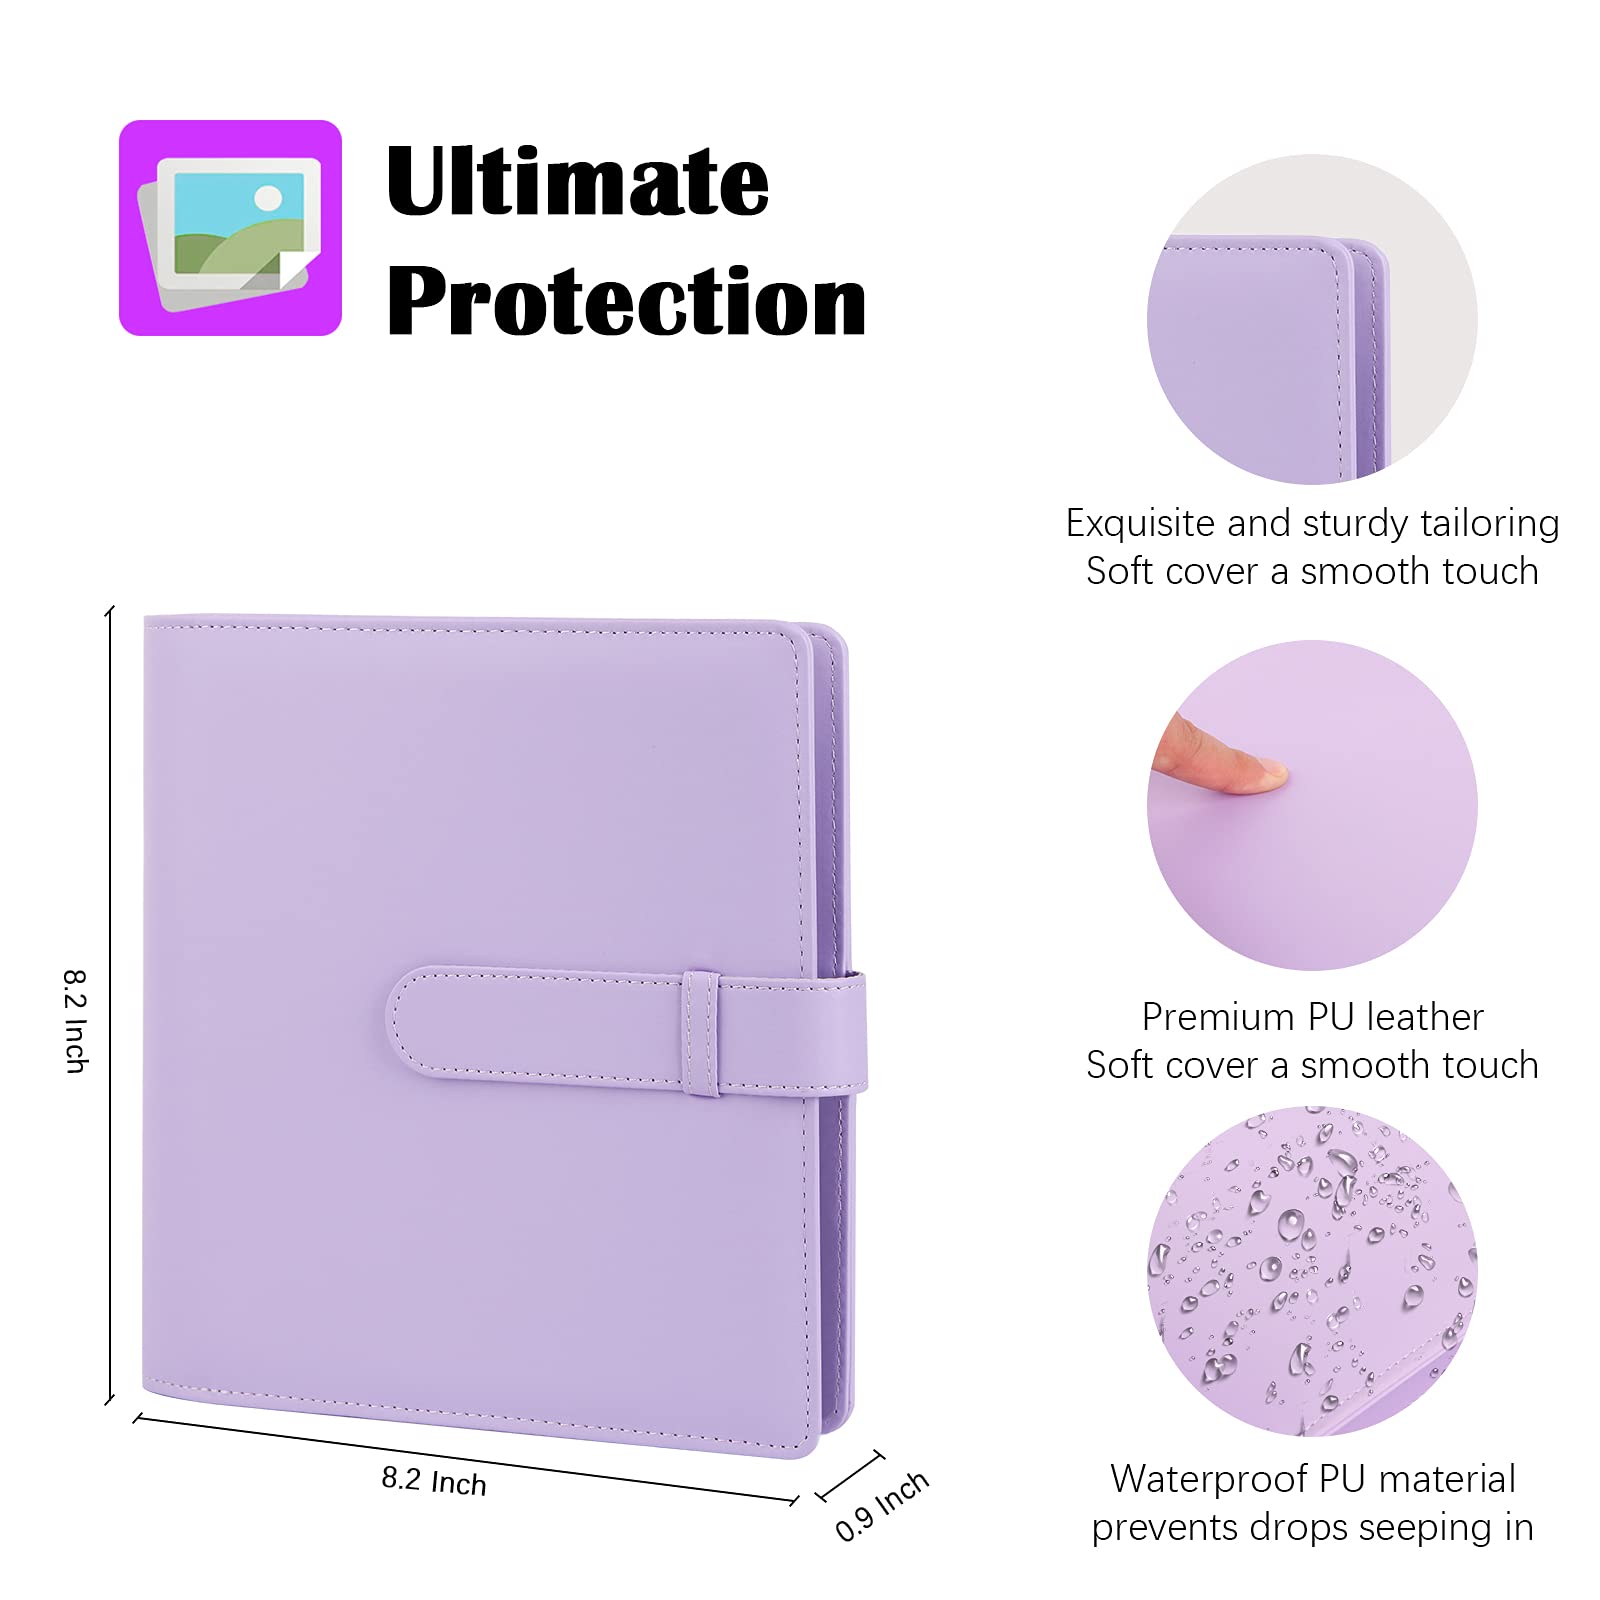 Ultimate
Protection
Exquisite and sturdy tailoring
Soft cover a smooth touch
8.2 Inch
8.2 Inch
0.9 Inch
Premium PU leather
Soft cover a smooth touch
Waterproof PU material
prevents drops seeping in